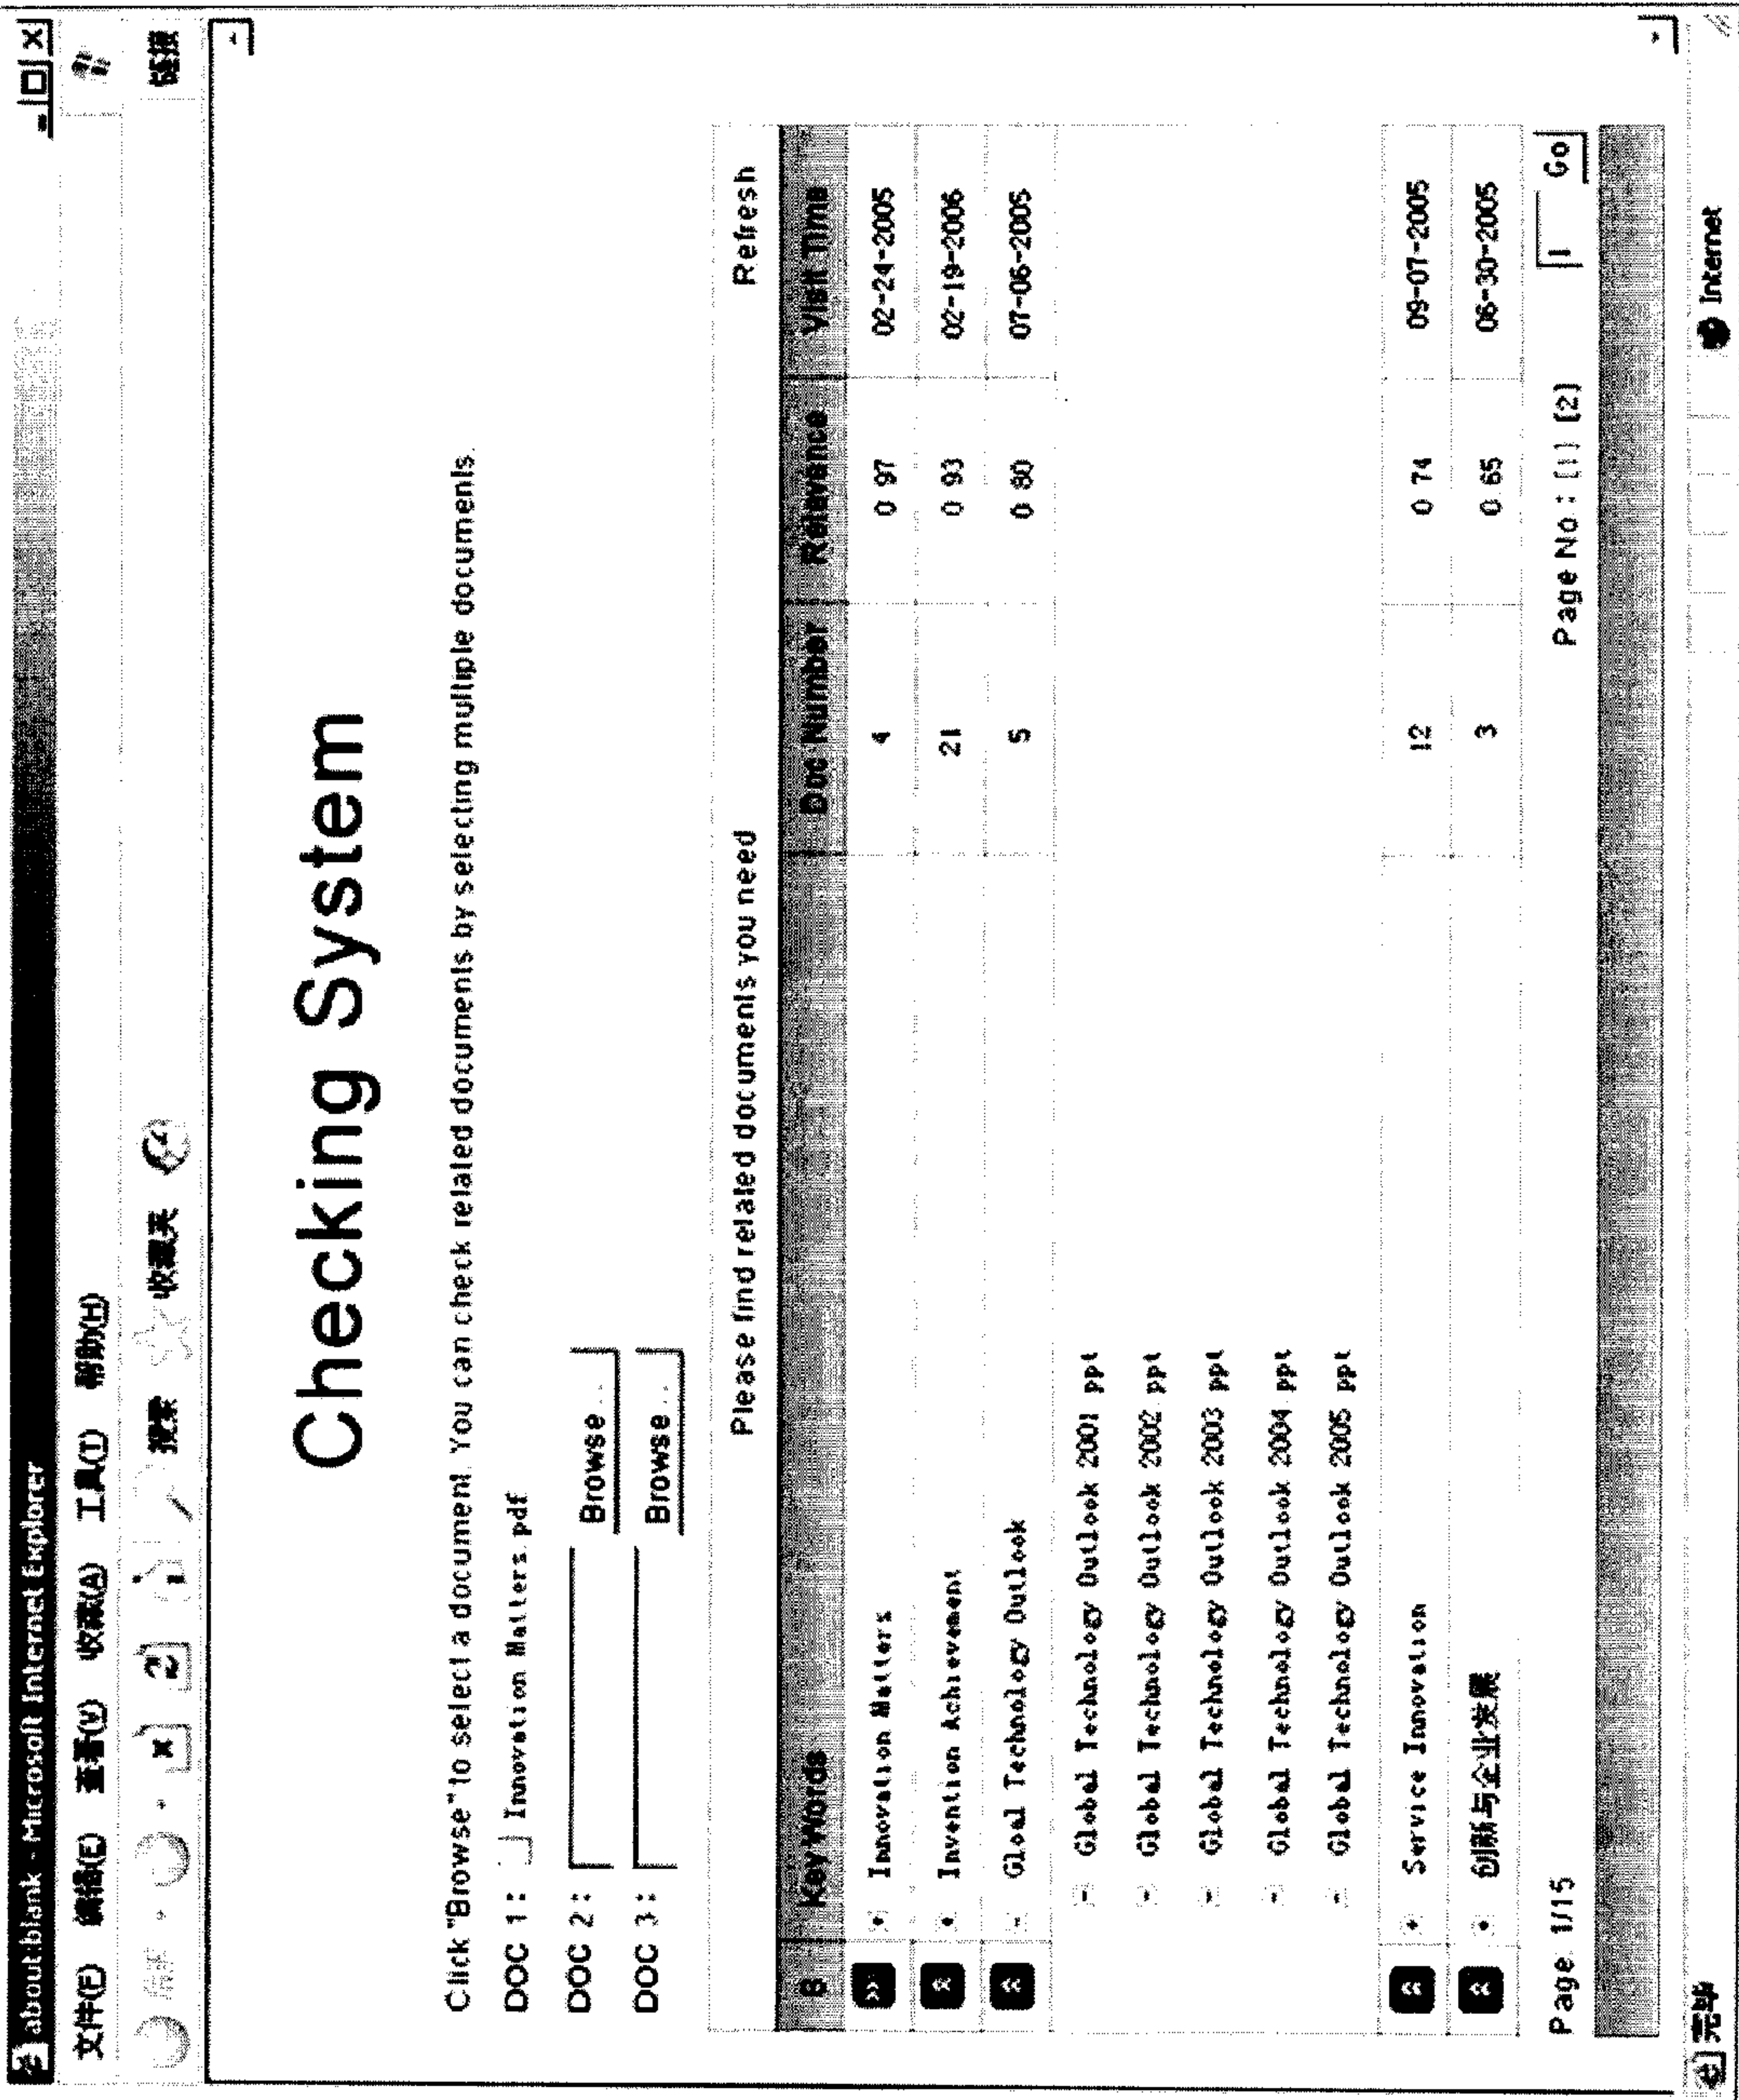 about:blank - Microsoft Internet Explorer
文件(F) 编辑(E) 查看(V) 收藏(A) 工具(T) 帮助(H)
搜索 收藏夹 链接
Checking System
Click "Browse" to select a document. You can check related documents by selecting multiple documents.
DOC 1: Innovation Matters.pdf
DOC 2: Browse...
DOC 3: Browse...
Please find related documents you need Refresh
B Key Words Doc Number Relevance Visit Time
Innovation Matters 4 0.97 02-24-2005
Invention Achievement 21 0.93 02-19-2006
Gloal Technology Outlook 5 0.80 07-06-2005
Global Technology Outlook 2001.ppt
Global Technology Outlook 2002.ppt
Global Technology Outlook 2003.ppt
Global Technology Outlook 2004.ppt
Global Technology Outlook 2005.ppt
Service Innovation 12 0.74 09-07-2005
创新与企业发展 3 0.65 06-30-2005
Page: 1/15 Page No: [1] [2] 1 Go
完毕 Internet